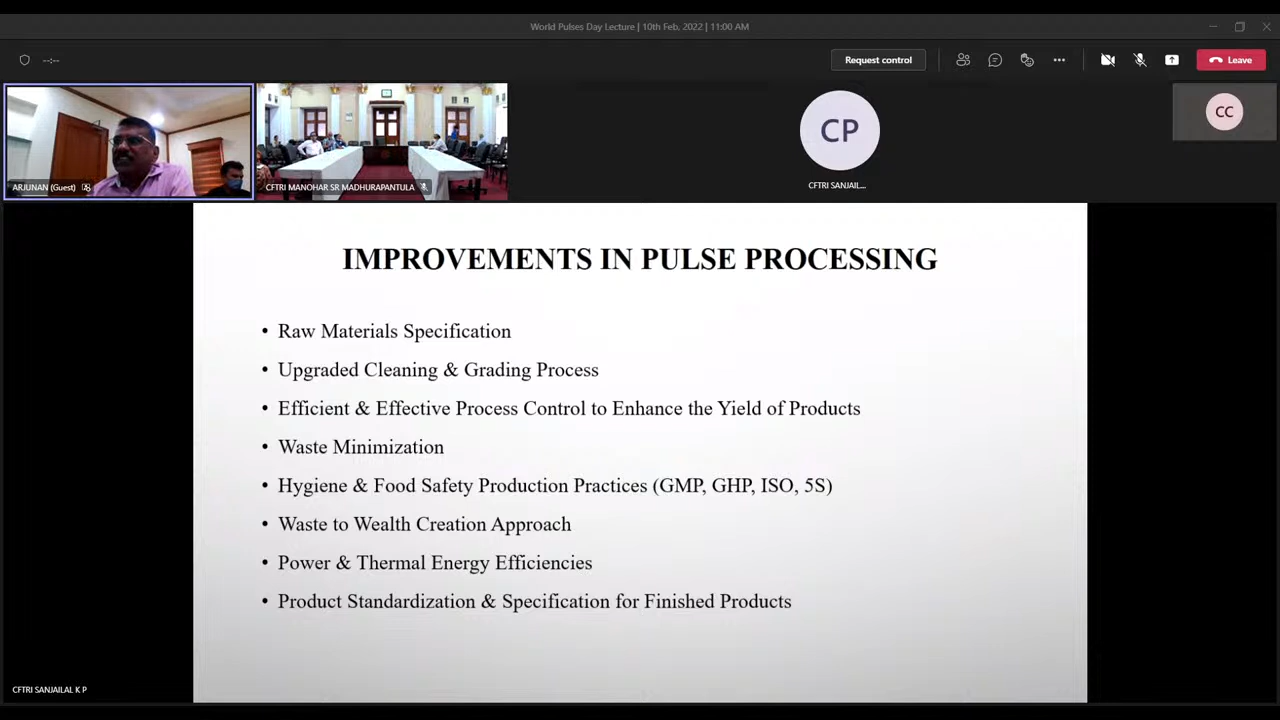 World Pulses Day Lecture | 10th Feb, 2022 | 11:00 AM
--:--
Request control
Leave
ARJUNAN (Guest)
CFTRI MANOHAR SR MADHURAPANTULA
CP
CFTRI SANJAIL...
CC
IMPROVEMENTS IN PULSE PROCESSING
• Raw Materials Specification
• Upgraded Cleaning & Grading Process
• Efficient & Effective Process Control to Enhance the Yield of Products
• Waste Minimization
• Hygiene & Food Safety Production Practices (GMP, GHP, ISO, 5S)
• Waste to Wealth Creation Approach
• Power & Thermal Energy Efficiencies
• Product Standardization & Specification for Finished Products
CFTRI SANJAILAL K P